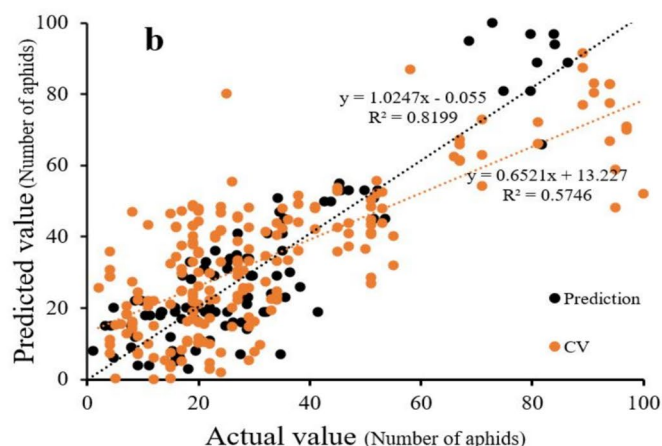 b
100
80
60
40
20
0
y = 1.0247x - 0.055
R² = 0.8199
y = 0.6521x + 13.227
R² = 0.5746
Prediction
CV
0 20 40 60 80 100
Predicted value (Number of aphids)
Actual value (Number of aphids)